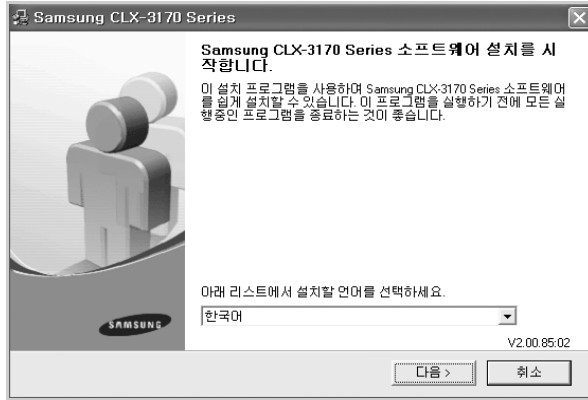 Samsung CLX-3170 Series
Samsung CLX-3170 Series 소프트웨어 설치를 시
작합니다.
이 설치 프로그램을 사용하여 Samsung CLX-3170 Series 소프트웨어
를 쉽게 설치할 수 있습니다. 이 프로그램을 실행하기 전에 모든 실
행중인 프로그램을 종료하는 것이 좋습니다.
아래 리스트에서 설치할 언어를 선택하세요.
한국어
SAMSUNG
V2.00.85:02
다음 >
취소